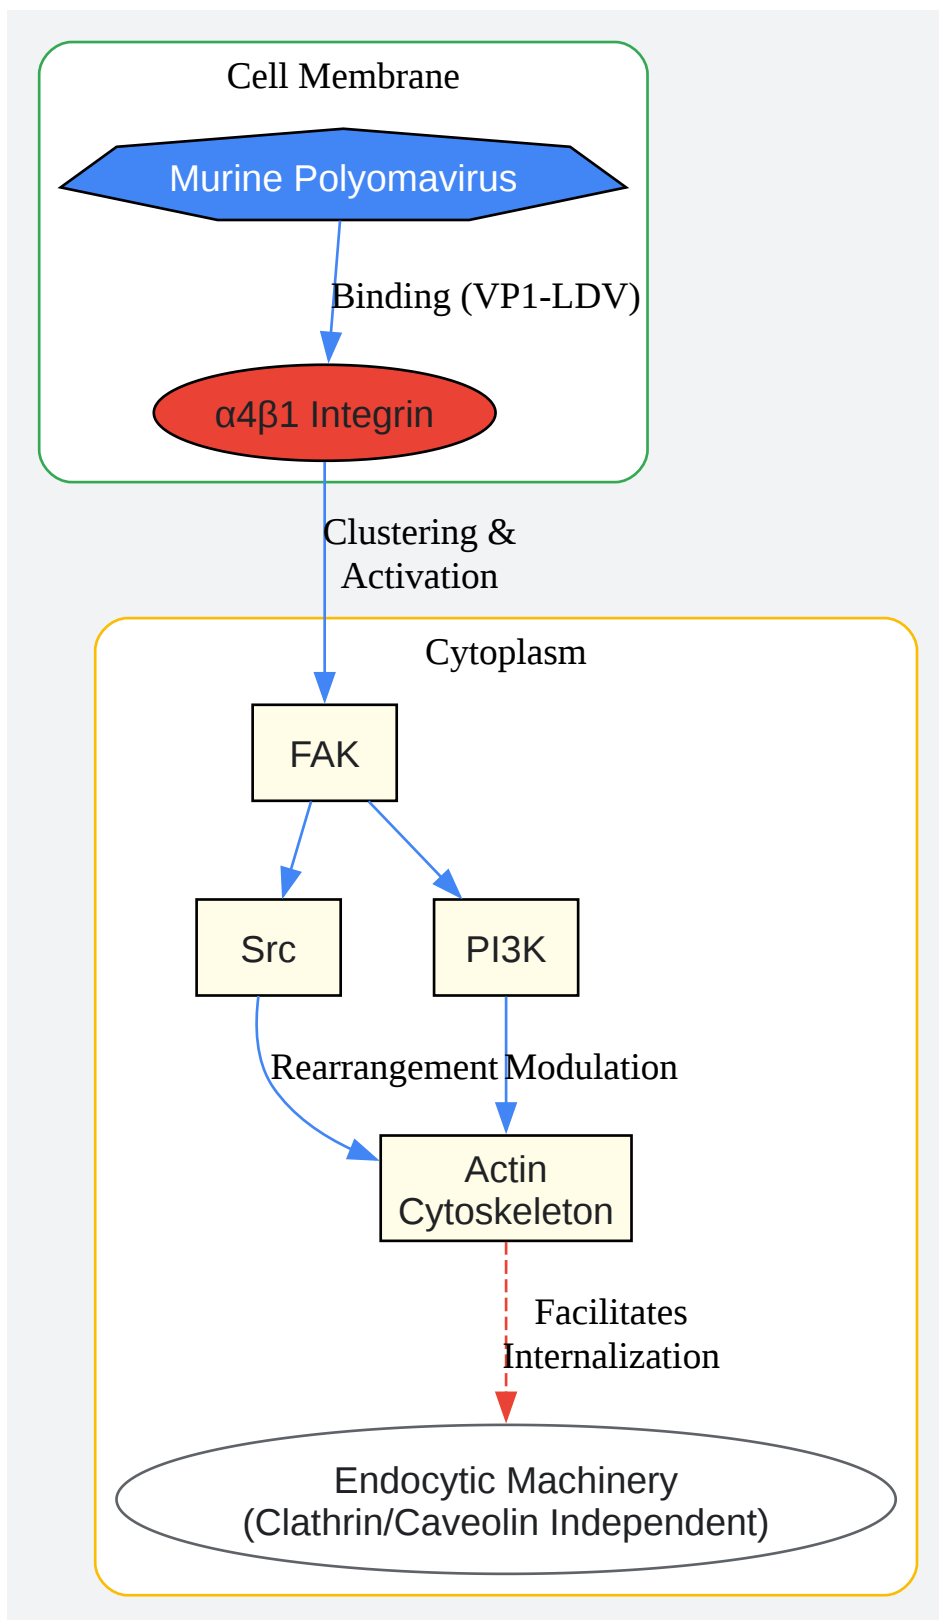 Cell Membrane
Murine Polyomavirus
Binding (VP1-LDV)
α4β1 Integrin
Clustering &
Activation
Cytoplasm
FAK
Src
PI3K
Rearrangement
Modulation
Actin
Cytoskeleton
Facilitates
Internalization
Endocytic Machinery
(Clathrin/Caveolin Independent)